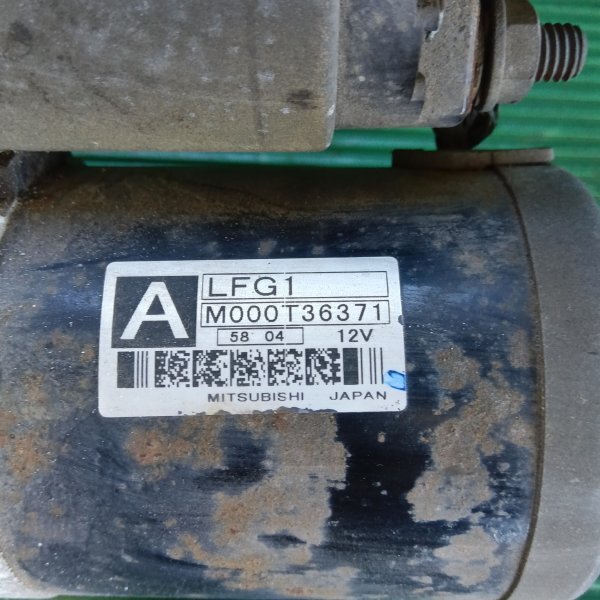 A
LFG1
M000T36371
58 04 12V
MITSUBISHI JAPAN